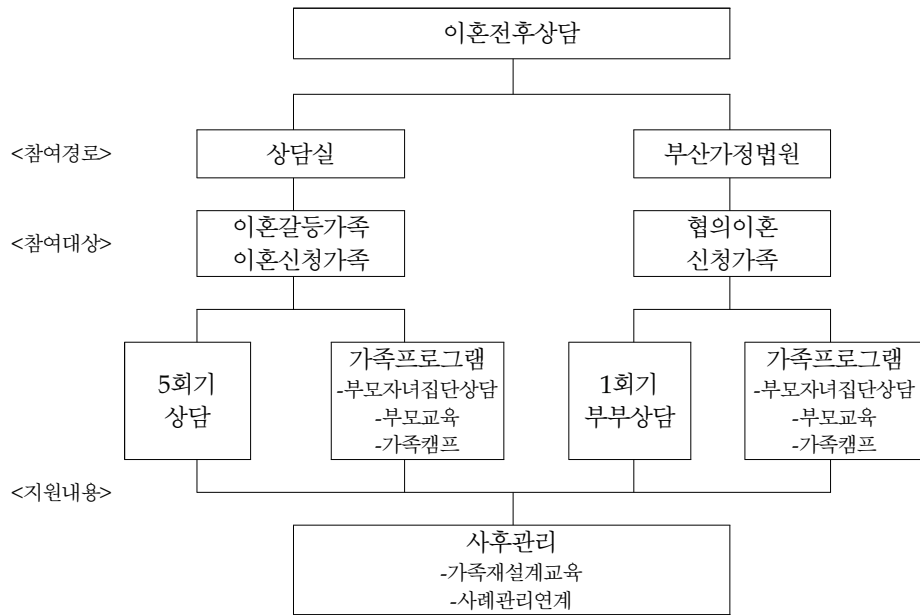 이혼전후상담
<참여경로>
상담실
부산가정법원
<참여대상>
이혼갈등가족
이혼신청가족
협의이혼
신청가족
5회기
상담
가족프로그램
-부모자녀집단상담
-부모교육
-가족캠프
1회기
부부상담
가족프로그램
-부모자녀집단상담
-부모교육
-가족캠프
<지원내용>
사후관리
-가족재설계교육
-사례관리연계